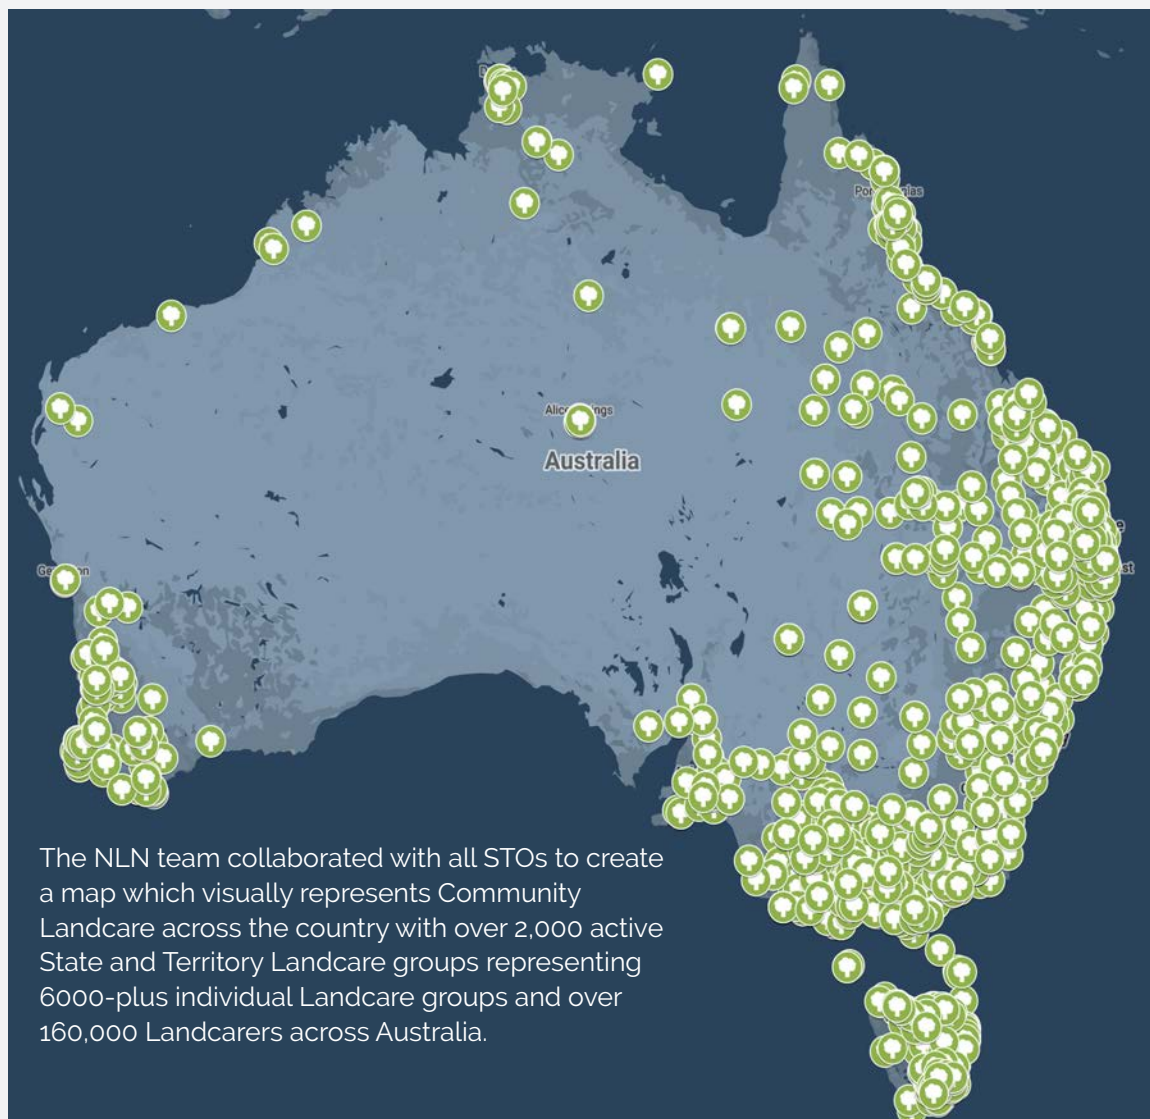 Australia
The NLN team collaborated with all STOs to create
a map which visually represents Community
Landcare across the country with over 2,000 active
State and Territory Landcare groups representing
6000-plus individual Landcare groups and over
160,000 Landcarers across Australia.